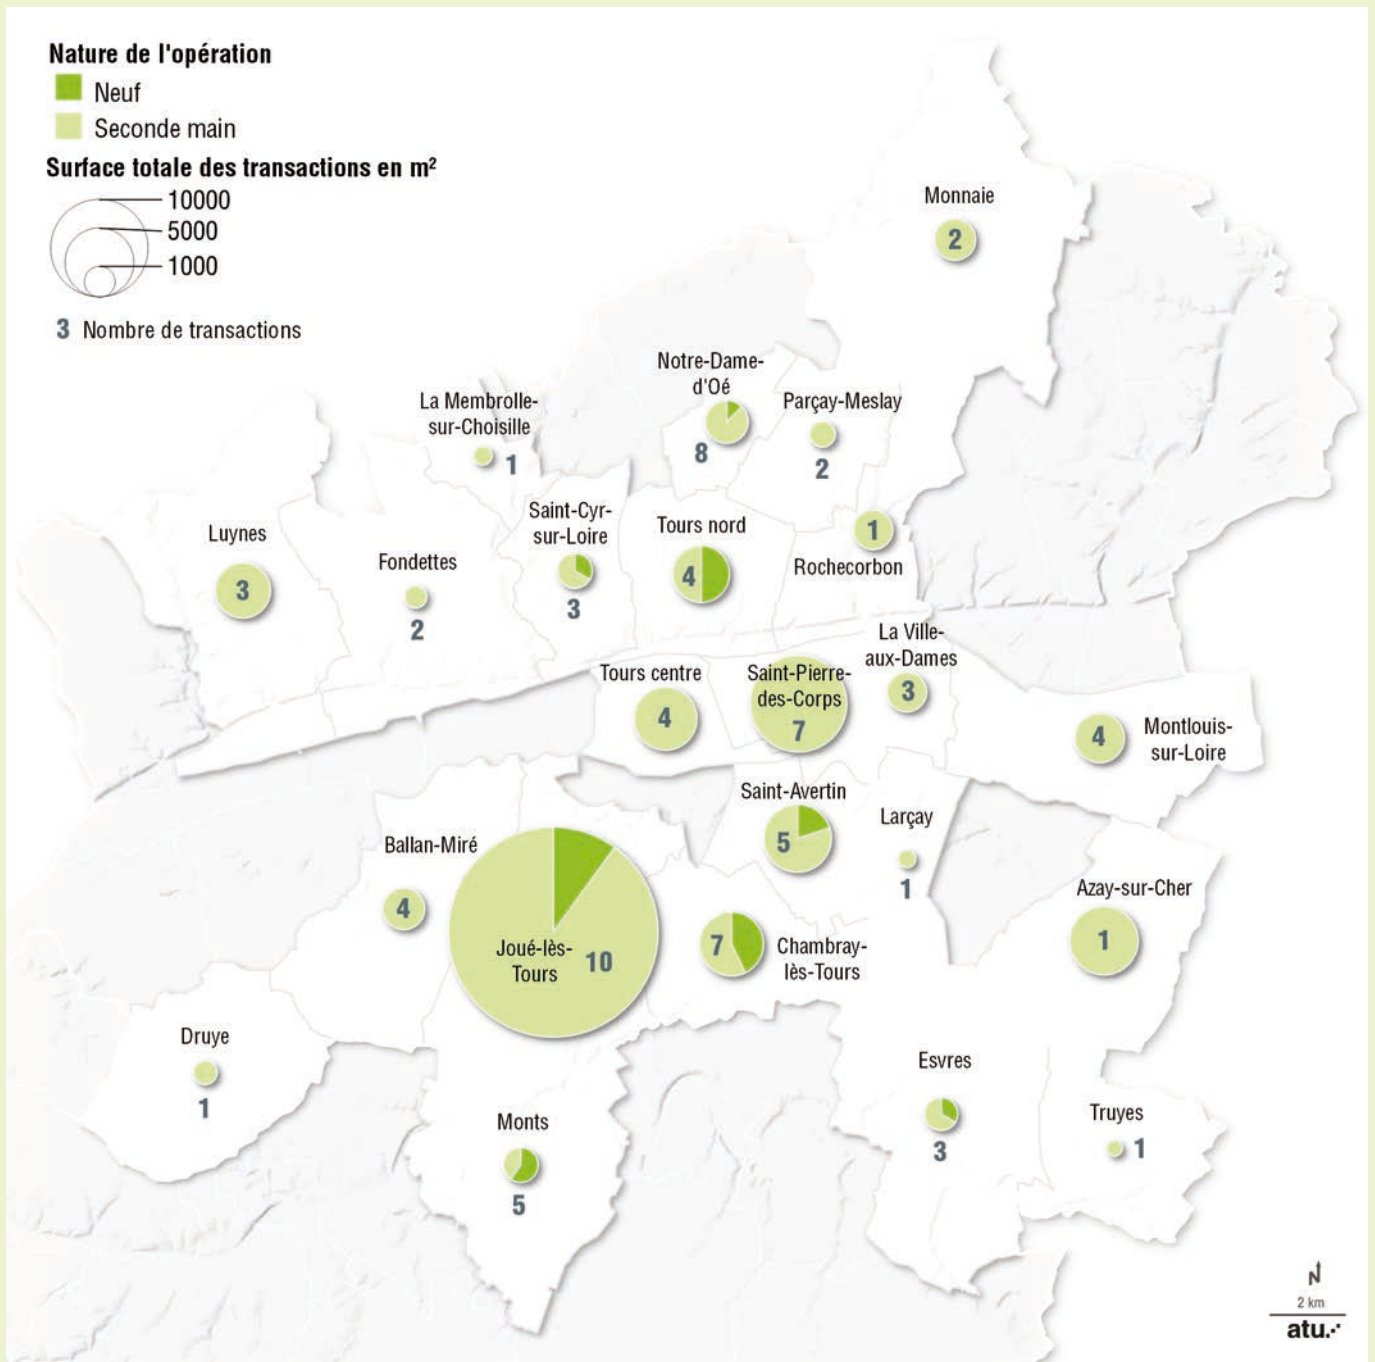 Nature de l'opération
Neuf
Seconde main
Surface totale des transactions en m²
10000
5000
1000
3 Nombre de transactions
Monnaie
2
Notre-Dame-
d'Oé
8
Parçay-Meslay
2
La Membrolle-
sur-Choisille
1
Saint-Cyr-
sur-Loire
3
Tours nord
4
1
Rochecorbon
Luynes
3
Fondettes
2
La Ville-
aux-Dames
3
Tours centre
4
Saint-Pierre-
des-Corps
7
4
Montlouis-
sur-Loire
Saint-Avertin
5
Larçay
1
Ballan-Miré
4
Azay-sur-Cher
1
Joué-lès-
Tours
10
7
Chambray-
lès-Tours
Druye
1
Esvres
3
Monts
5
Truyes
1
N
2 km
atu.